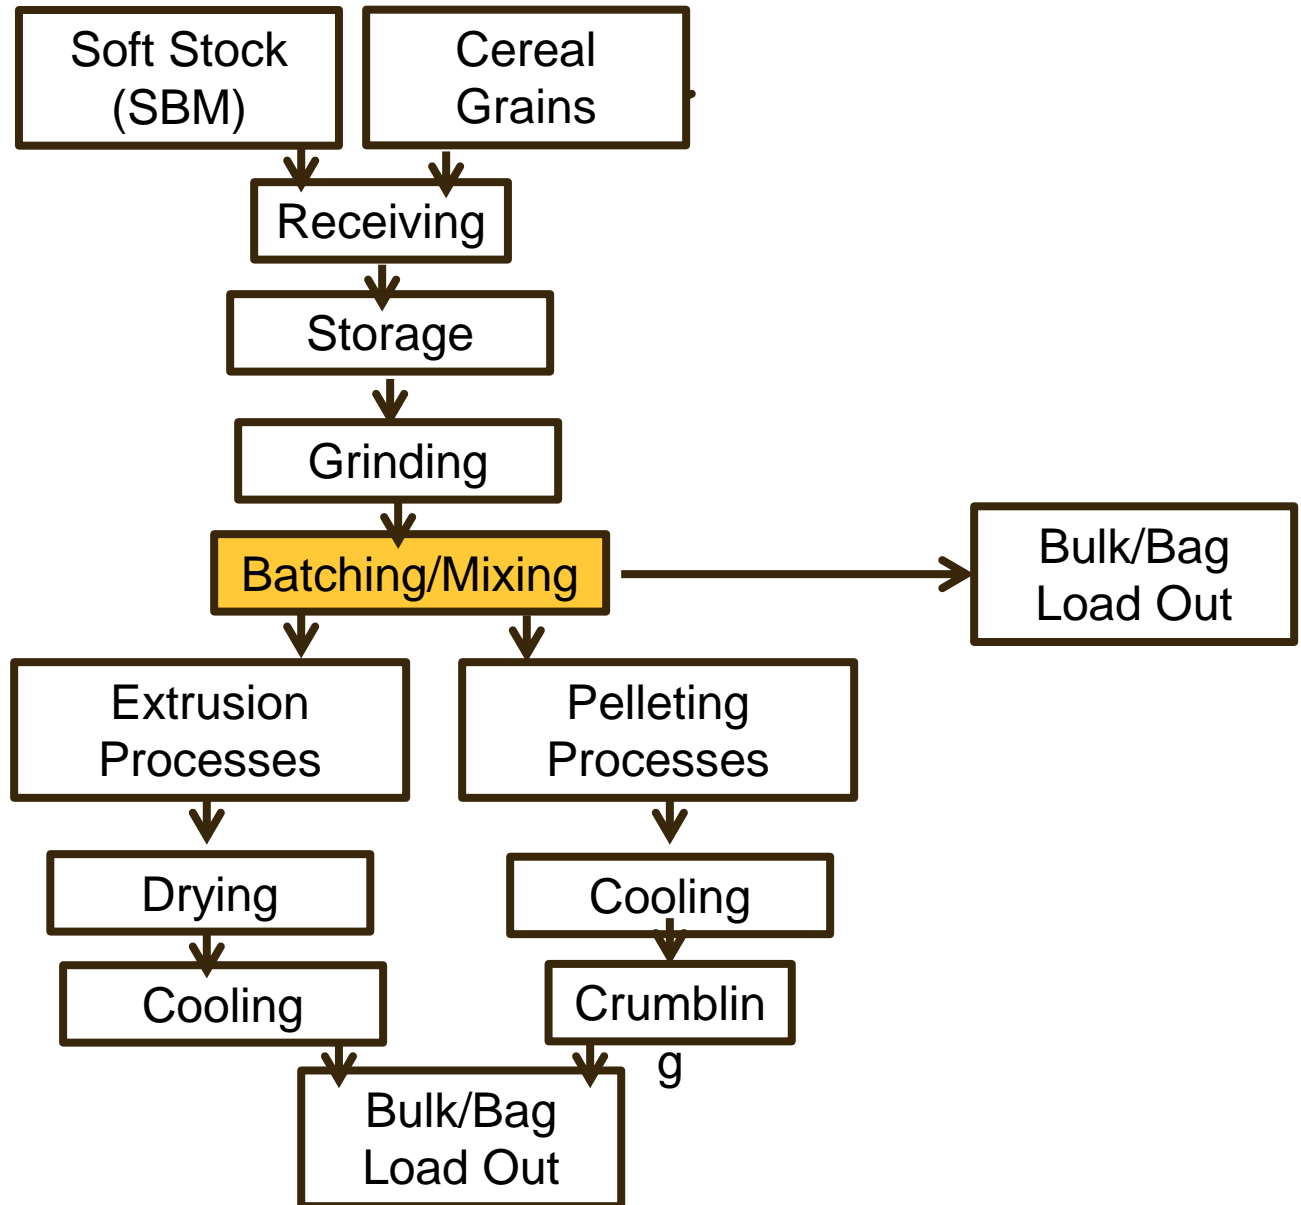 Soft Stock
(SBM)
Cereal
Grains
Receiving
Storage
Grinding
Batching/Mixing
Bulk/Bag
Load Out
Extrusion
Processes
Pelleting
Processes
Drying
Cooling
Cooling
Crumblin
g
Bulk/Bag
Load Out